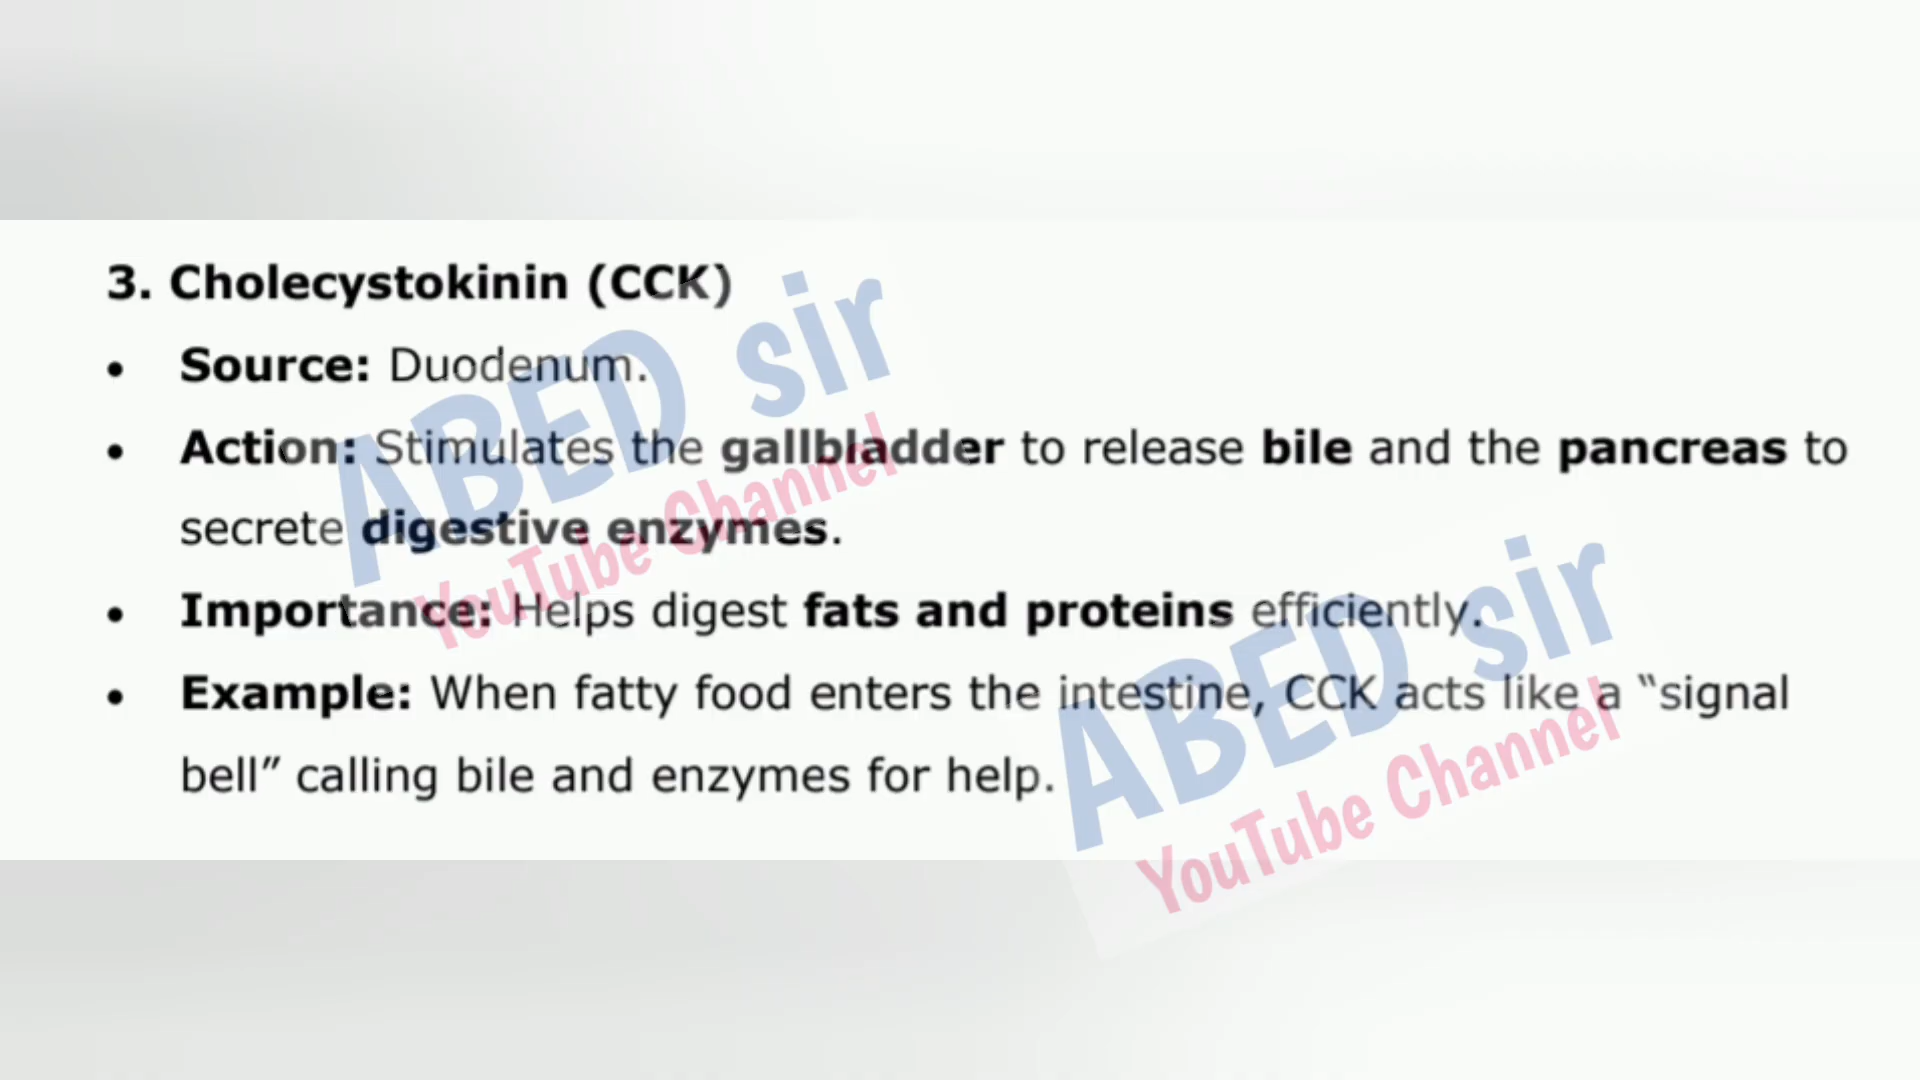 3. Cholecystokinin (CCK)
• Source: Duodenum.
• Action: Stimulates the gallbladder to release bile and the pancreas to
secrete digestive enzymes.
• Importance: Helps digest fats and proteins efficiently.
• Example: When fatty food enters the intestine, CCK acts like a “signal
bell” calling bile and enzymes for help.
ABED sir
YouTube Channel
ABED sir
YouTube Channel